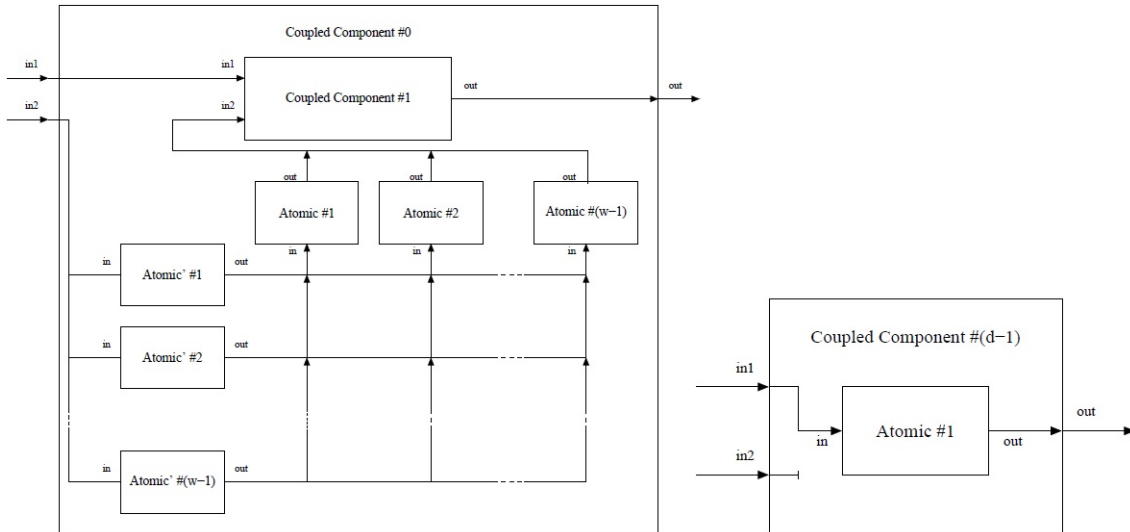 Coupled Component #0
in1
in1
out
out
Coupled Component #1
in2
in2
out
out
out
Atomic #1
Atomic #2
Atomic #(w−1)
in
in
in
in
Atomic’ #1
out
in
Atomic’ #2
out
in
Atomic’ #(w−1)
out
Coupled Component #(d−1)
in1
in
Atomic #1
out
out
in2